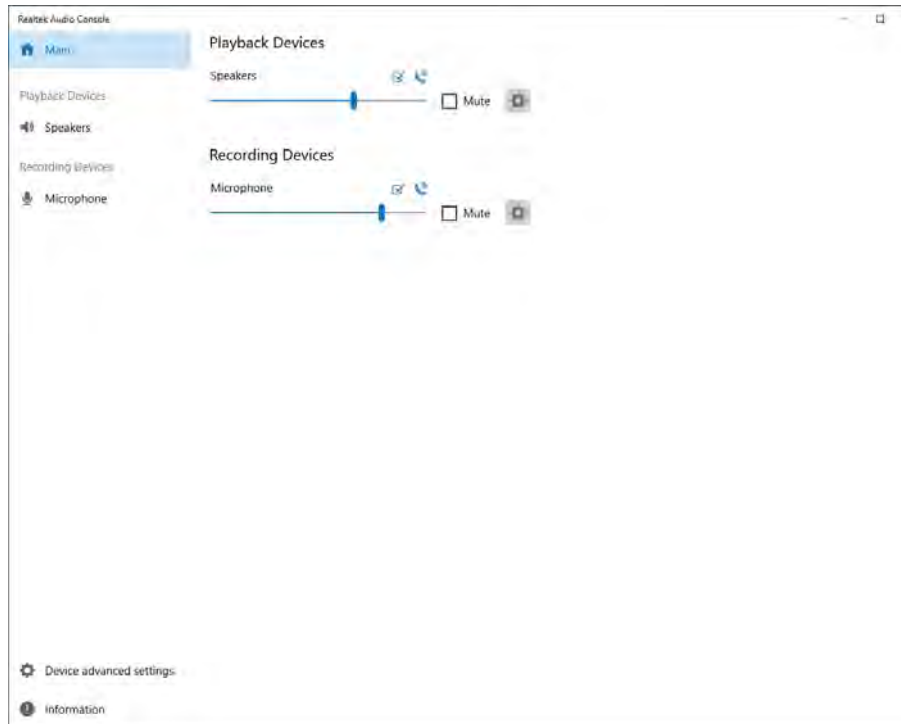 Realtek Audio Console
Main
Playback Devices
Speakers
Recording Devices
Microphone
Device advanced settings
Information
Playback Devices
Speakers
Mute
Recording Devices
Microphone
Mute